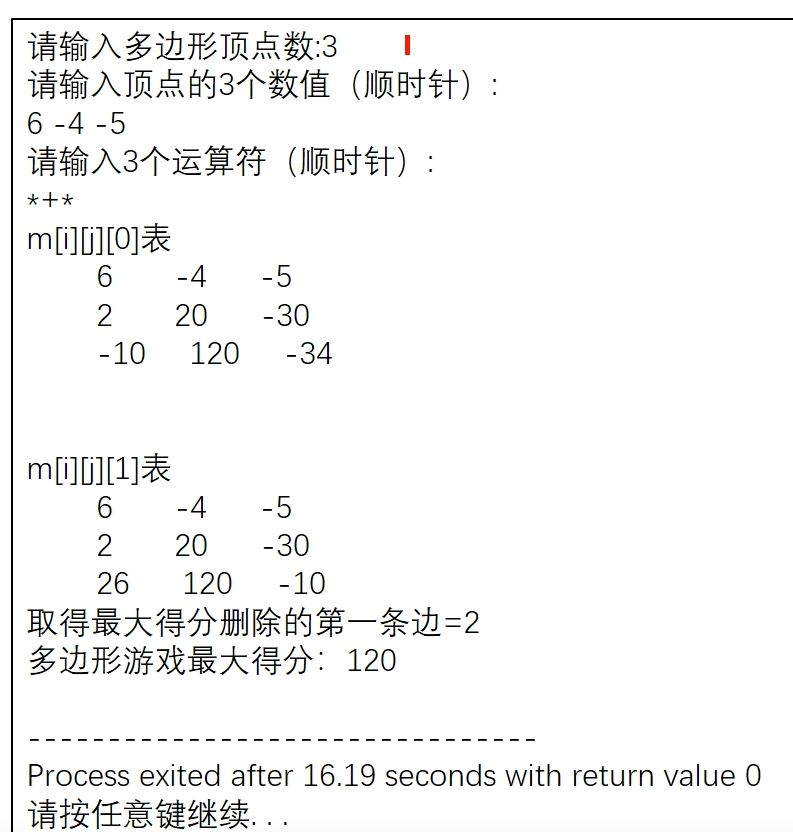 请输入多边形顶点数:3
请输入顶点的3个数值（顺时针）:
6 -4 -5
请输入3个运算符（顺时针）:
*+*
m[i][j][0]表
6 -4 -5
2 20 -30
-10 120 -34
m[i][j][1]表
6 -4 -5
2 20 -30
26 120 -10
取得最大得分删除的第一条边=2
多边形游戏最大得分：120
--------------------------------
Process exited after 16.19 seconds with return value 0
请按任意键继续. . .